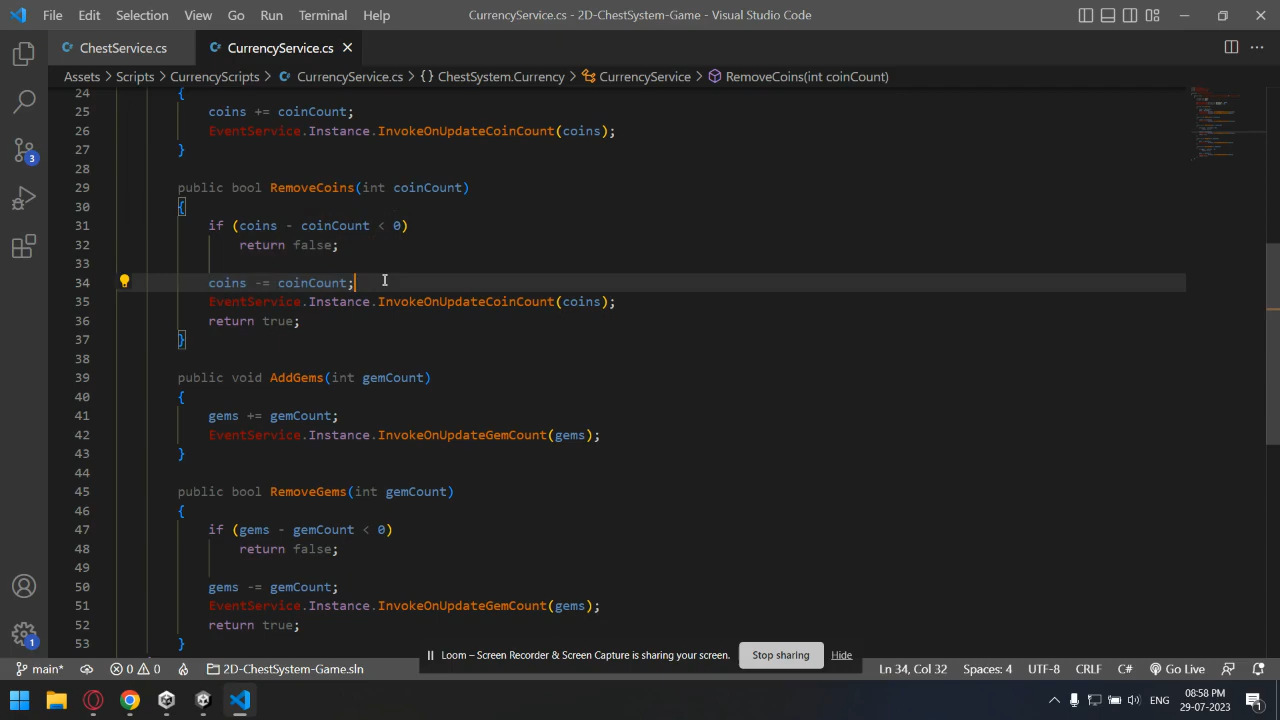 File Edit Selection View Go Run Terminal Help CurrencyService.cs - 2D-ChestSystem-Game - Visual Studio Code
ChestService.cs CurrencyService.cs
Assets > Scripts > CurrencyScripts > CurrencyService.cs > {} ChestSystem.Currency > CurrencyService > RemoveCoins(int coinCount)
24 {
25 coins += coinCount;
26 EventService.Instance.InvokeOnUpdateCoinCount(coins);
27 }
28
29 public bool RemoveCoins(int coinCount)
30 {
31 if (coins - coinCount < 0)
32 return false;
33
34 coins -= coinCount;
35 EventService.Instance.InvokeOnUpdateCoinCount(coins);
36 return true;
37 }
38
39 public void AddGems(int gemCount)
40 {
41 gems += gemCount;
42 EventService.Instance.InvokeOnUpdateGemCount(gems);
43 }
44
45 public bool RemoveGems(int gemCount)
46 {
47 if (gems - gemCount < 0)
48 return false;
49
50 gems -= gemCount;
51 EventService.Instance.InvokeOnUpdateGemCount(gems);
52 return true;
53 }
3
1
Loom – Screen Recorder & Screen Capture is sharing your screen. Stop sharing Hide
main* 0 0 2D-ChestSystem-Game.sln Ln 34, Col 32 Spaces: 4 UTF-8 CRLF C# Go Live
ENG 08:58 PM
29-07-2023 1